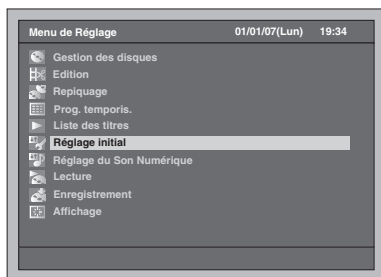 Menu de Réglage 01/01/07(Lun) 19:34
Gestion des disques
Edition
Repiquage
Prog. temporis.
Liste des titres
Réglage initial
Réglage du Son Numérique
Lecture
Enregistrement
Affichage